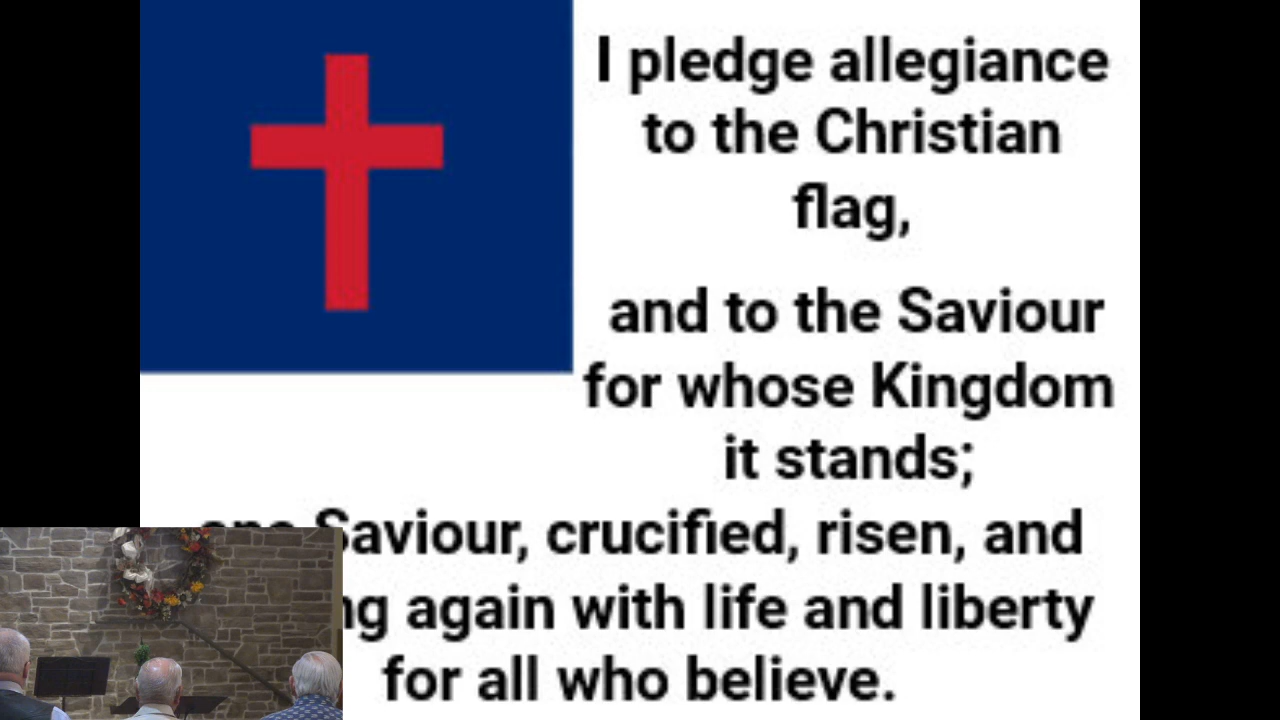 I pledge allegiance
to the Christian
flag,
and to the Saviour
for whose Kingdom
it stands;
Saviour, crucified, risen, and
again with life and liberty
for all who believe.